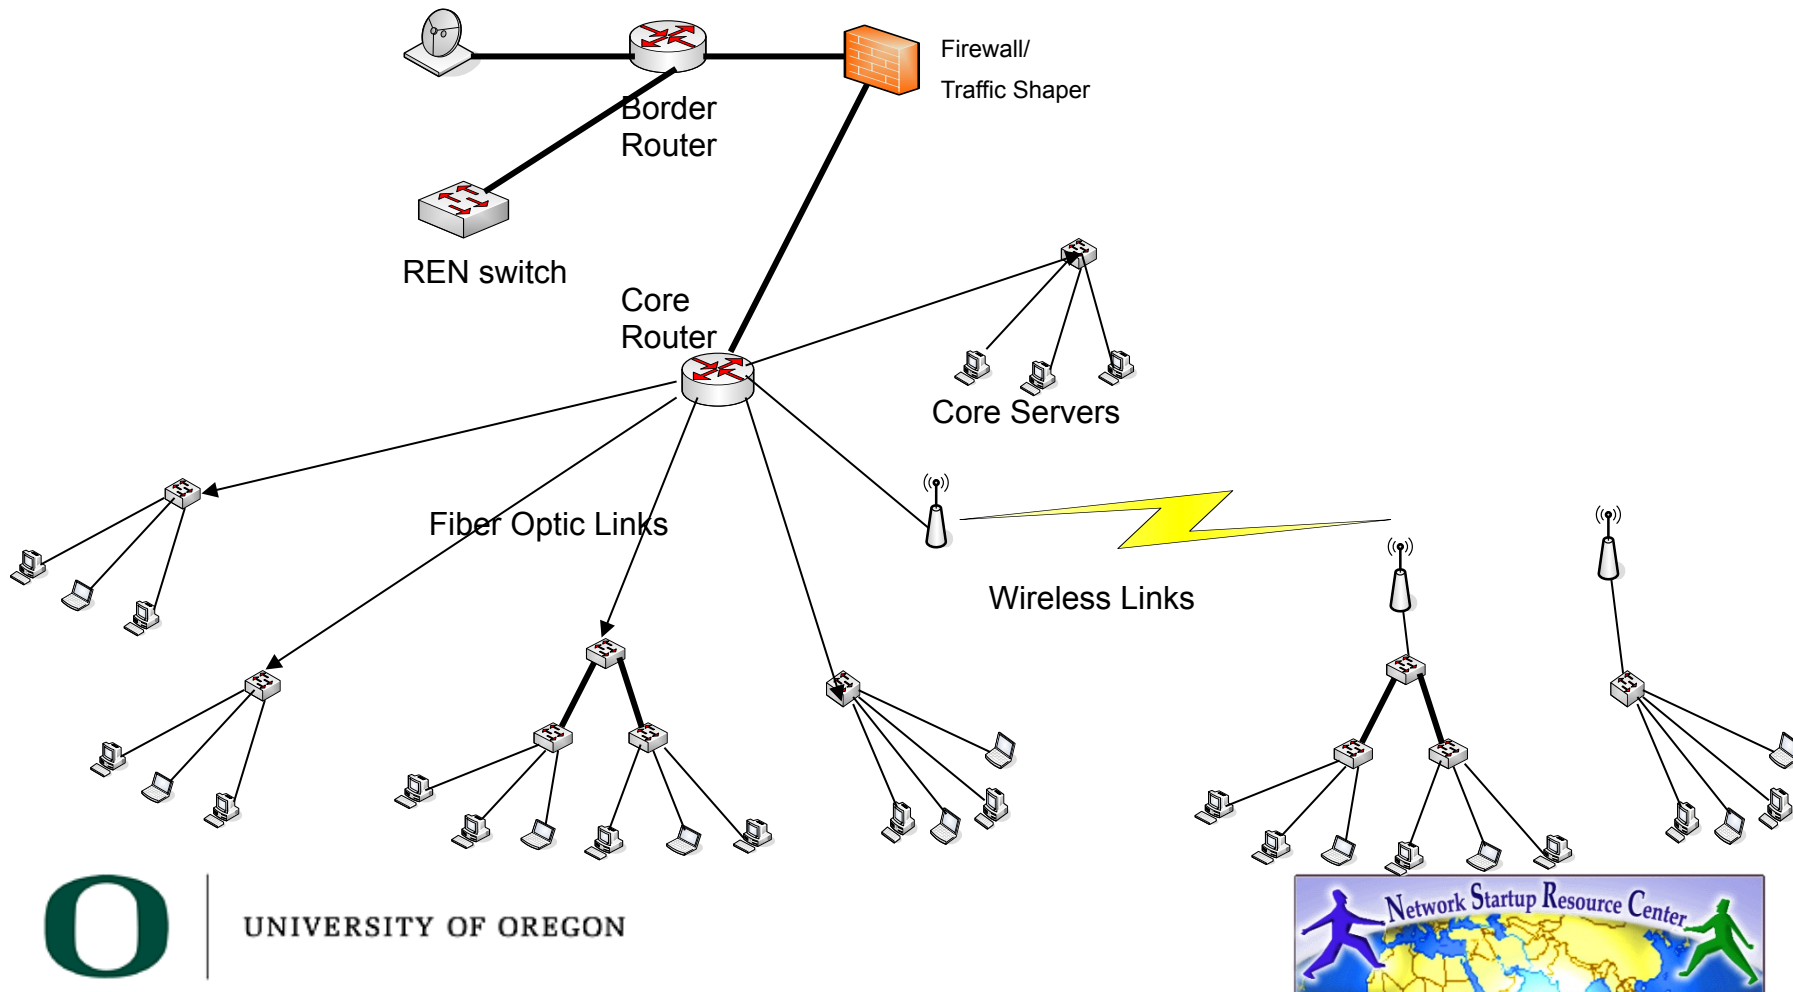 Firewall/
Traffic Shaper
Border
Router
REN switch
Core
Router
Core Servers
Fiber Optic Links
Wireless Links
UNIVERSITY OF OREGON
Network Startup Resource Center